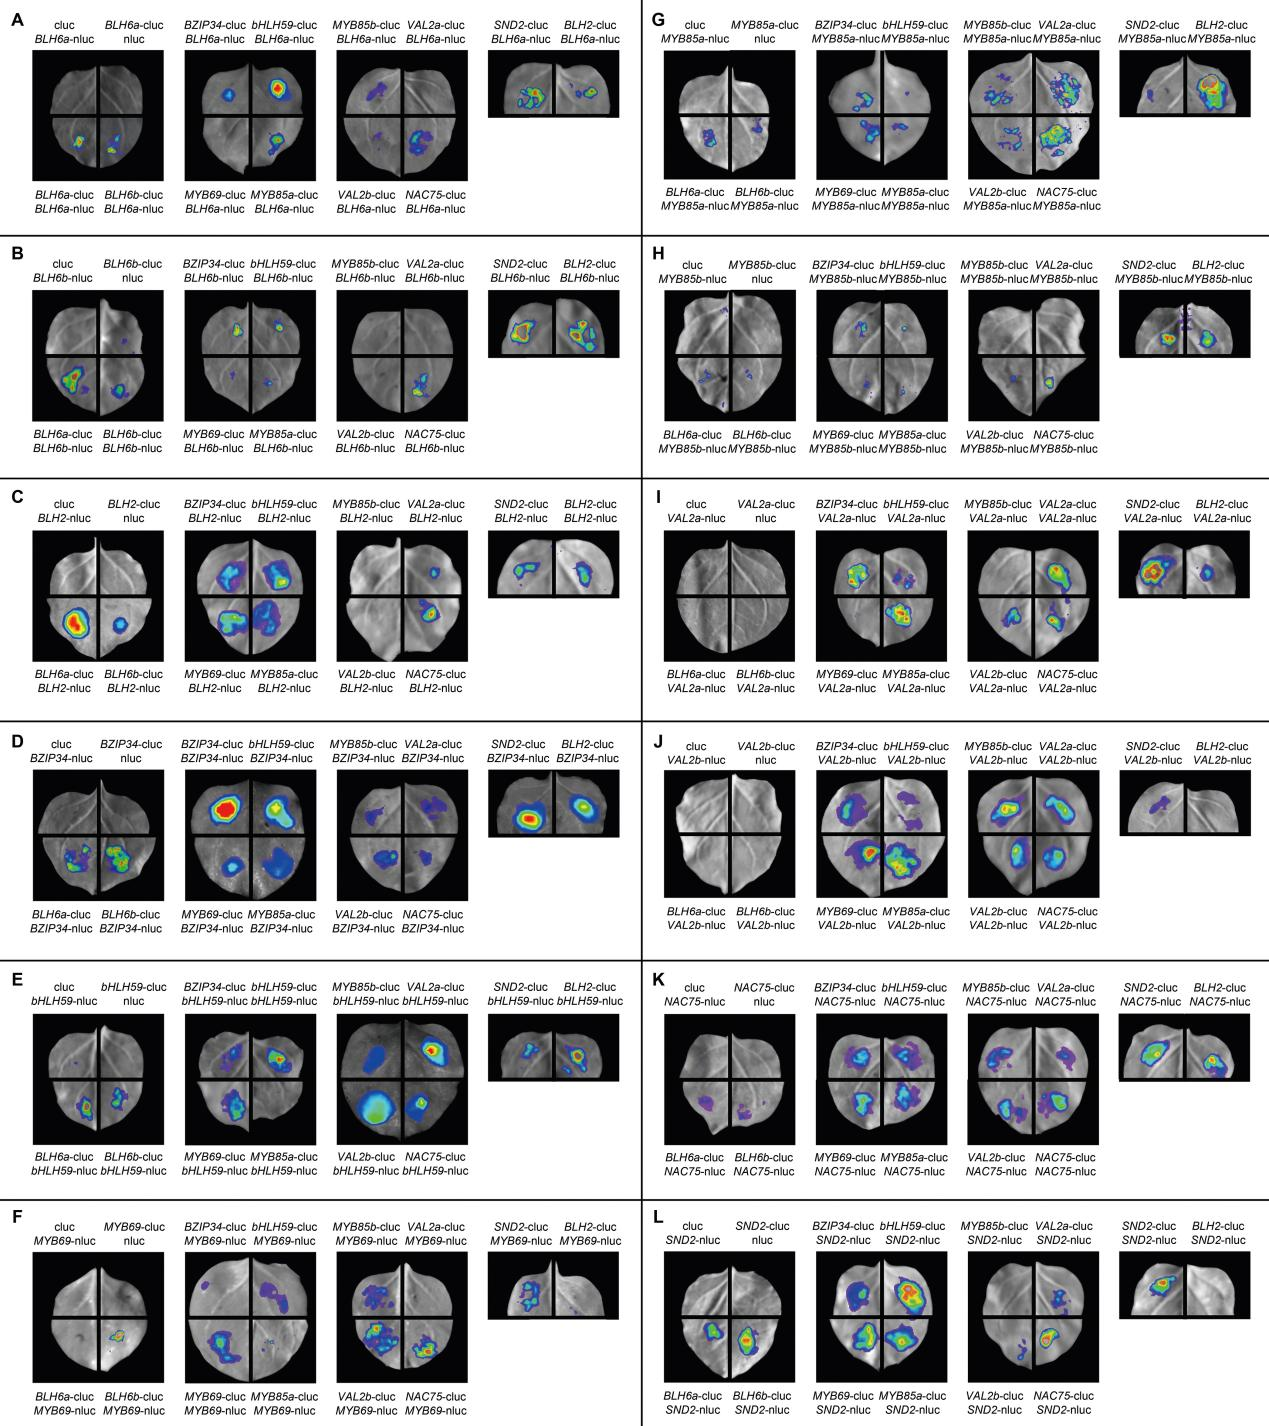 A
cluc BLH6a-cluc BZIP34-cluc bHLH59-cluc MYB85b-cluc VAL2a-cluc SND2-cluc BLH2-cluc
BLH6a-nluc nluc BLH6a-nluc BLH6a-nluc BLH6a-nluc BLH6a-nluc BLH6a-nluc BLH6a-nluc
BLH6a-cluc BLH6b-cluc MYB69-cluc MYB85a-cluc VAL2b-cluc NAC75-cluc
BLH6a-nluc BLH6a-nluc BLH6a-nluc BLH6a-nluc BLH6a-nluc BLH6a-nluc
B
cluc BLH6b-cluc BZIP34-cluc bHLH59-cluc MYB85b-cluc VAL2a-cluc SND2-cluc BLH2-cluc
BLH6b-nluc nluc BLH6b-nluc BLH6b-nluc BLH6b-nluc BLH6b-nluc BLH6b-nluc BLH6b-nluc
BLH6a-cluc BLH6b-cluc MYB69-cluc MYB85a-cluc VAL2b-cluc NAC75-cluc
BLH6b-nluc BLH6b-nluc BLH6b-nluc BLH6b-nluc BLH6b-nluc BLH6b-nluc
C
cluc BLH2-cluc BZIP34-cluc bHLH59-cluc MYB85b-cluc VAL2a-cluc SND2-cluc BLH2-cluc
BLH2-nluc nluc BLH2-nluc BLH2-nluc BLH2-nluc BLH2-nluc BLH2-nluc BLH2-nluc
BLH6a-cluc BLH6b-cluc MYB69-cluc MYB85a-cluc VAL2b-cluc NAC75-cluc
BLH2-nluc BLH2-nluc BLH2-nluc BLH2-nluc BLH2-nluc BLH2-nluc
D
cluc BZIP34-cluc BZIP34-cluc bHLH59-cluc MYB85b-cluc VAL2a-cluc SND2-cluc BLH2-cluc
BZIP34-nluc nluc BZIP34-nluc BZIP34-nluc BZIP34-nluc BZIP34-nluc BZIP34-nluc BZIP34-nluc
BLH6a-cluc BLH6b-cluc MYB69-cluc MYB85a-cluc VAL2b-cluc NAC75-cluc
BZIP34-nluc BZIP34-nluc BZIP34-nluc BZIP34-nluc BZIP34-nluc BZIP34-nluc
E
cluc bHLH59-cluc BZIP34-cluc bHLH59-cluc MYB85b-cluc VAL2a-cluc SND2-cluc BLH2-cluc
bHLH59-nluc nluc bHLH59-nluc bHLH59-nluc bHLH59-nluc bHLH59-nluc bHLH59-nluc bHLH59-nluc
BLH6a-cluc BLH6b-cluc MYB69-cluc MYB85a-cluc VAL2b-cluc NAC75-cluc
bHLH59-nluc bHLH59-nluc bHLH59-nluc bHLH59-nluc bHLH59-nluc bHLH59-nluc
F
cluc MYB69-cluc BZIP34-cluc bHLH59-cluc MYB85b-cluc VAL2a-cluc SND2-cluc BLH2-cluc
MYB69-nluc nluc MYB69-nluc MYB69-nluc MYB69-nluc MYB69-nluc MYB69-nluc MYB69-nluc
BLH6a-cluc BLH6b-cluc MYB69-cluc MYB85a-cluc VAL2b-cluc NAC75-cluc
MYB69-nluc MYB69-nluc MYB69-nluc MYB69-nluc MYB69-nluc MYB69-nluc
G
cluc MYB85a-cluc BZIP34-cluc bHLH59-cluc MYB85b-cluc VAL2a-cluc SND2-cluc BLH2-cluc
MYB85a-nluc nluc MYB85a-nluc MYB85a-nluc MYB85a-nluc MYB85a-nluc MYB85a-nluc MYB85a-nluc
BLH6a-cluc BLH6b-cluc MYB69-cluc MYB85a-cluc VAL2b-cluc NAC75-cluc
MYB85a-nluc MYB85a-nluc MYB85a-nluc MYB85a-nluc MYB85a-nluc MYB85a-nluc
H
cluc MYB85b-cluc BZIP34-cluc bHLH59-cluc MYB85b-cluc VAL2a-cluc SND2-cluc BLH2-cluc
MYB85b-nluc nluc MYB85b-nluc MYB85b-nluc MYB85b-nluc MYB85b-nluc MYB85b-nluc MYB85b-nluc
BLH6a-cluc BLH6b-cluc MYB69-cluc MYB85a-cluc VAL2b-cluc NAC75-cluc
MYB85b-nluc MYB85b-nluc MYB85b-nluc MYB85b-nluc MYB85b-nluc MYB85b-nluc
I
cluc VAL2a-cluc BZIP34-cluc bHLH59-cluc MYB85b-cluc VAL2a-cluc SND2-cluc BLH2-cluc
VAL2a-nluc nluc VAL2a-nluc VAL2a-nluc VAL2a-nluc VAL2a-nluc VAL2a-nluc VAL2a-nluc
BLH6a-cluc BLH6b-cluc MYB69-cluc MYB85a-cluc VAL2b-cluc NAC75-cluc
VAL2a-nluc VAL2a-nluc VAL2a-nluc VAL2a-nluc VAL2a-nluc VAL2a-nluc
J
cluc VAL2b-cluc BZIP34-cluc bHLH59-cluc MYB85b-cluc VAL2a-cluc SND2-cluc BLH2-cluc
VAL2b-nluc nluc VAL2b-nluc VAL2b-nluc VAL2b-nluc VAL2b-nluc VAL2b-nluc VAL2b-nluc
BLH6a-cluc BLH6b-cluc MYB69-cluc MYB85a-cluc VAL2b-cluc NAC75-cluc
VAL2b-nluc VAL2b-nluc VAL2b-nluc VAL2b-nluc VAL2b-nluc VAL2b-nluc
K
cluc NAC75-cluc BZIP34-cluc bHLH59-cluc MYB85b-cluc VAL2a-cluc SND2-cluc BLH2-cluc
NAC75-nluc nluc NAC75-nluc NAC75-nluc NAC75-nluc NAC75-nluc NAC75-nluc NAC75-nluc
BLH6a-cluc BLH6b-cluc MYB69-cluc MYB85a-cluc VAL2b-cluc NAC75-cluc
NAC75-nluc NAC75-nluc NAC75-nluc NAC75-nluc NAC75-nluc NAC75-nluc
L
cluc SND2-cluc BZIP34-cluc bHLH59-cluc MYB85b-cluc VAL2a-cluc SND2-cluc BLH2-cluc
SND2-nluc nluc SND2-nluc SND2-nluc SND2-nluc SND2-nluc SND2-nluc SND2-nluc
BLH6a-cluc BLH6b-cluc MYB69-cluc MYB85a-cluc VAL2b-cluc NAC75-cluc
SND2-nluc SND2-nluc SND2-nluc SND2-nluc SND2-nluc SND2-nluc